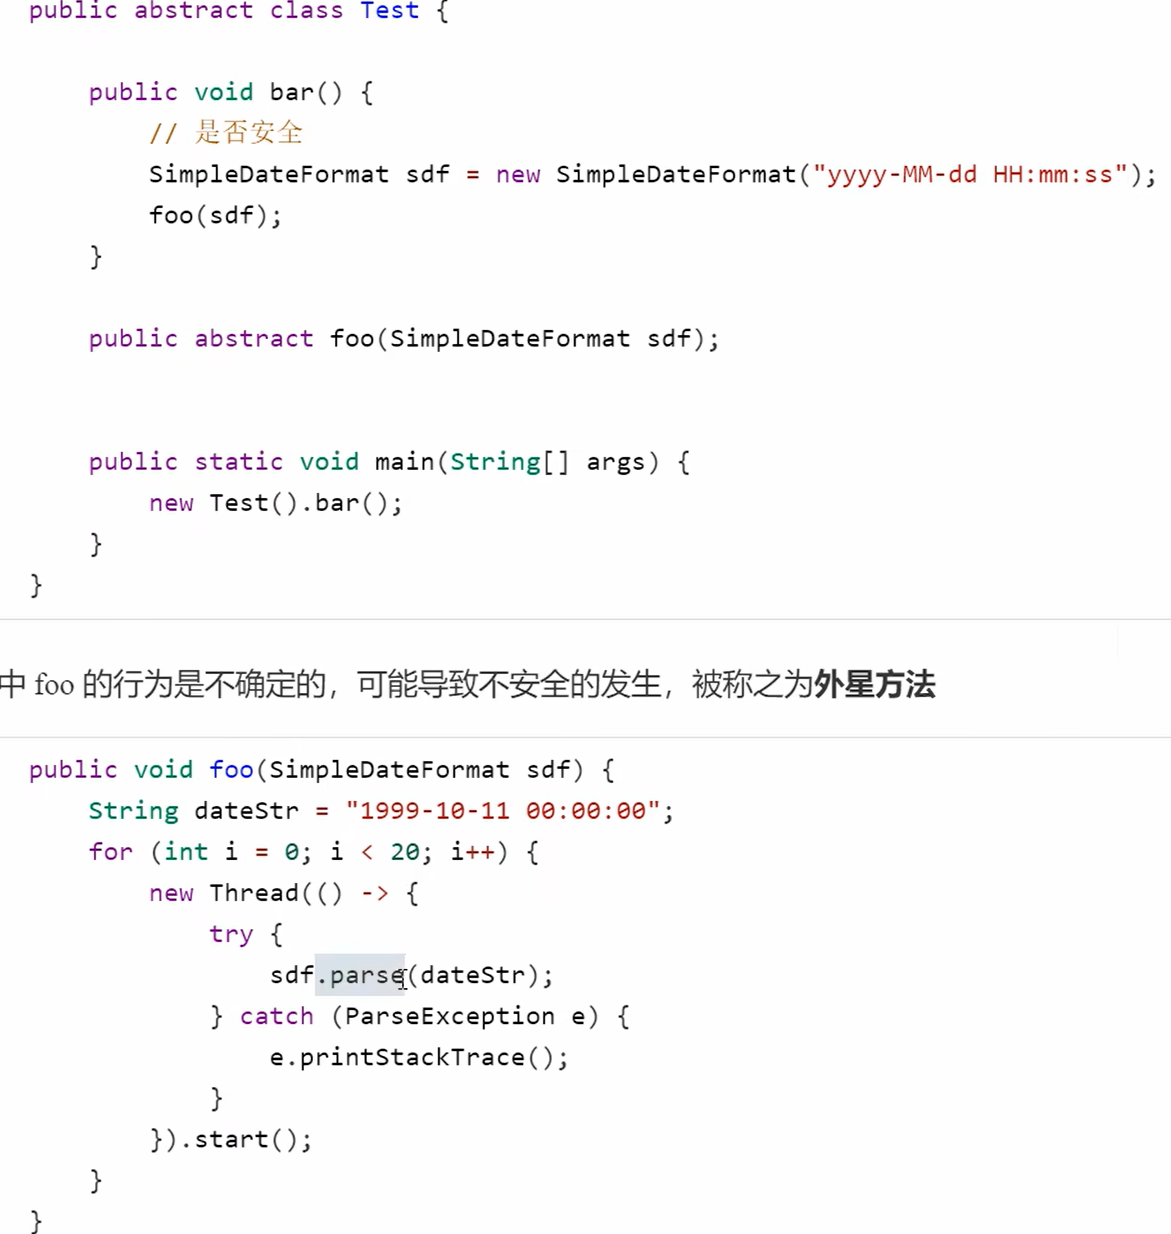 public abstract class Test {
public void bar() {
// 是否安全
SimpleDateFormat sdf = new SimpleDateFormat("yyyy-MM-dd HH:mm:ss");
foo(sdf);
}
public abstract foo(SimpleDateFormat sdf);
public static void main(String[] args) {
new Test().bar();
}
}
中 foo 的行为是不确定的，可能导致不安全的发生，被称之为外星方法
public void foo(SimpleDateFormat sdf) {
String dateStr = "1999-10-11 00:00:00";
for (int i = 0; i < 20; i++) {
new Thread(() -> {
try {
sdf.parse(dateStr);
} catch (ParseException e) {
e.printStackTrace();
}
}).start();
}
}